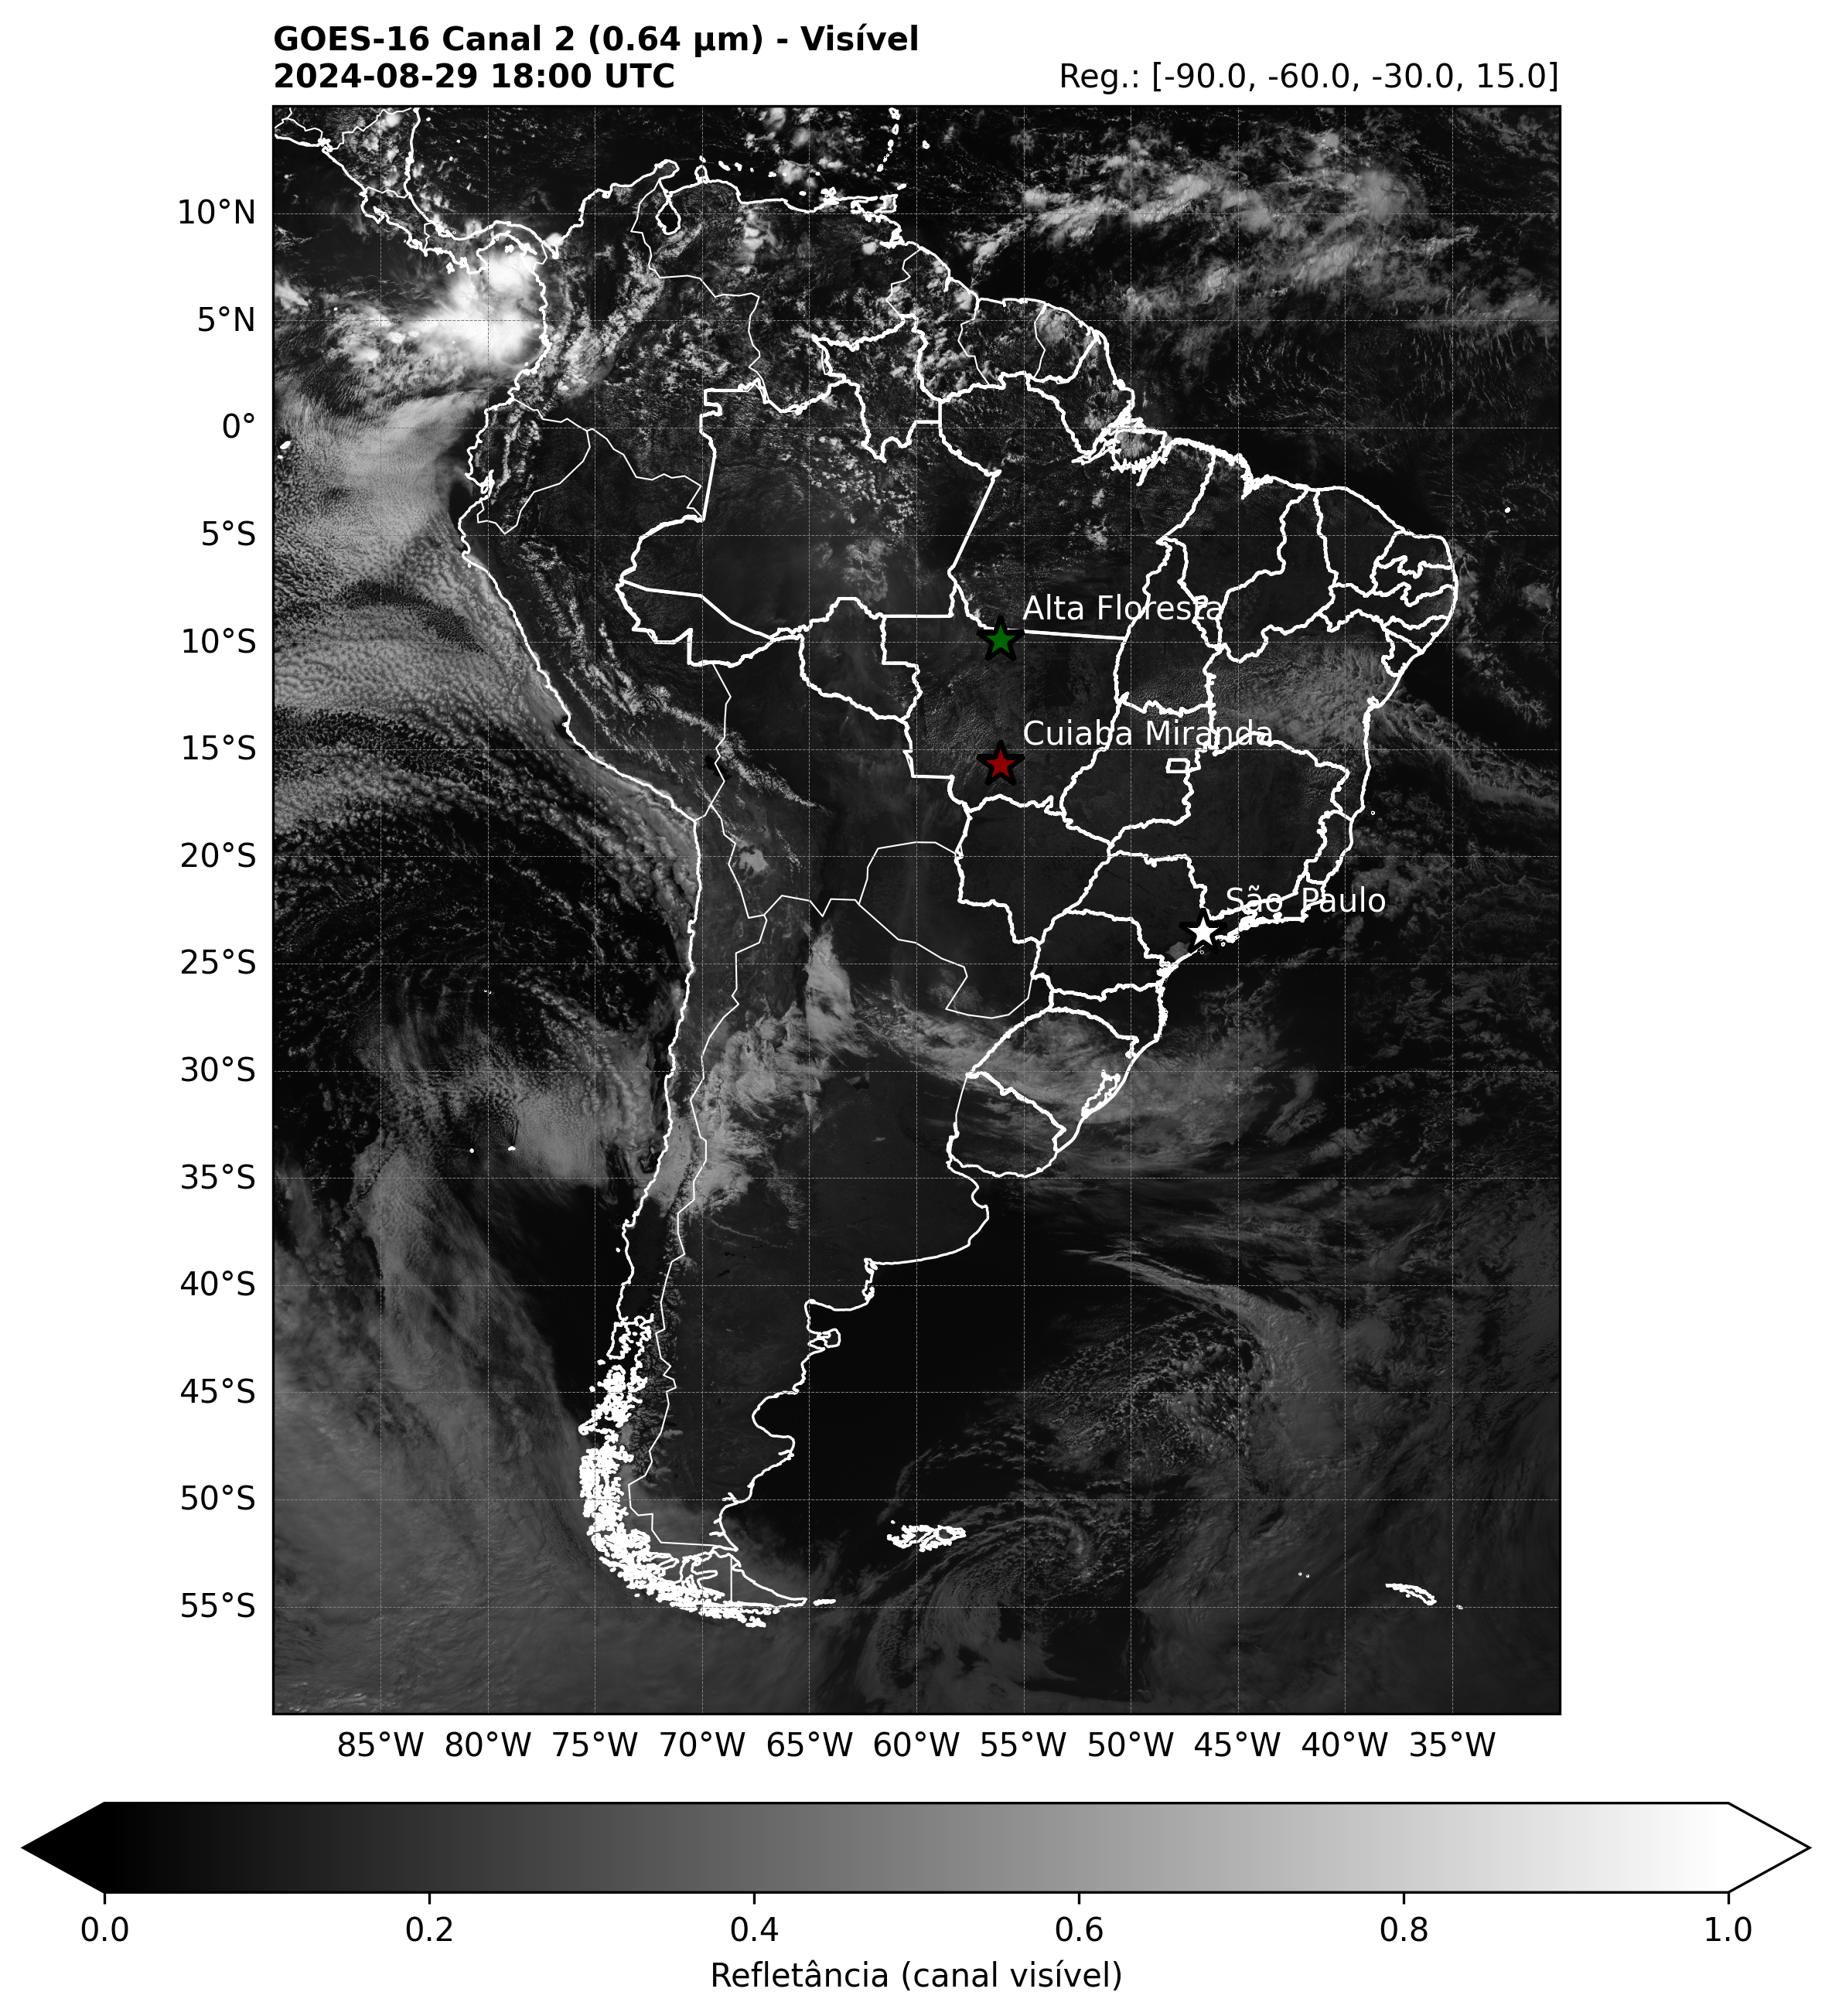 GOES-16 Canal 2 (0.64 µm) - Visível
2024-08-29 18:00 UTC
Reg.: [-90.0, -60.0, -30.0, 15.0]
10°N
5°N
0°
5°S
Alta Floresta
10°S
Cuiaba Miranda
15°S
20°S
São Paulo
25°S
30°S
35°S
40°S
45°S
50°S
55°S
85°W 80°W 75°W 70°W 65°W 60°W 55°W 50°W 45°W 40°W 35°W
0.0 0.2 0.4 0.6 0.8 1.0
Refletância (canal visível)